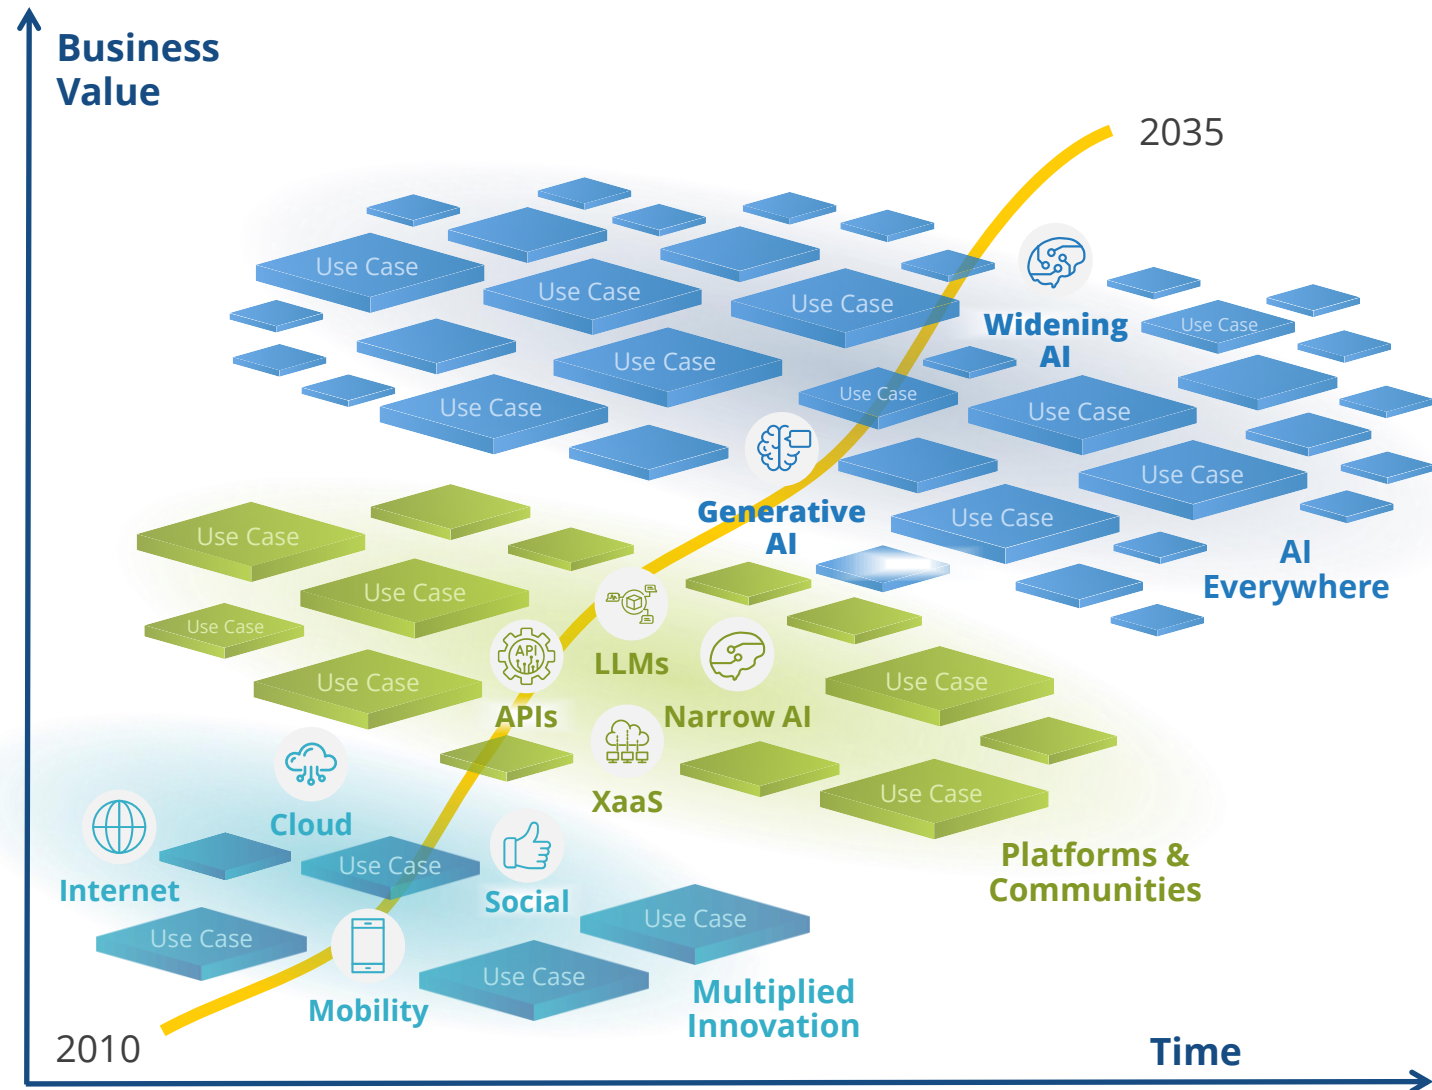 Business
Value
2035
Use Case
Use Case
Use Case
Widening
AI
Use Case
Use Case
Use Case
Use Case
Use Case
Use Case
Generative
AI
Use Case
AI
Everywhere
Use Case
Use Case
Use Case
API
LLMs
Use Case
Use Case
APIs
Narrow AI
XaaS
Use Case
Platforms &
Communities
Cloud
Internet
Use Case
Social
Use Case
Use Case
Use Case
Mobility
Multiplied
Innovation
2010
Time